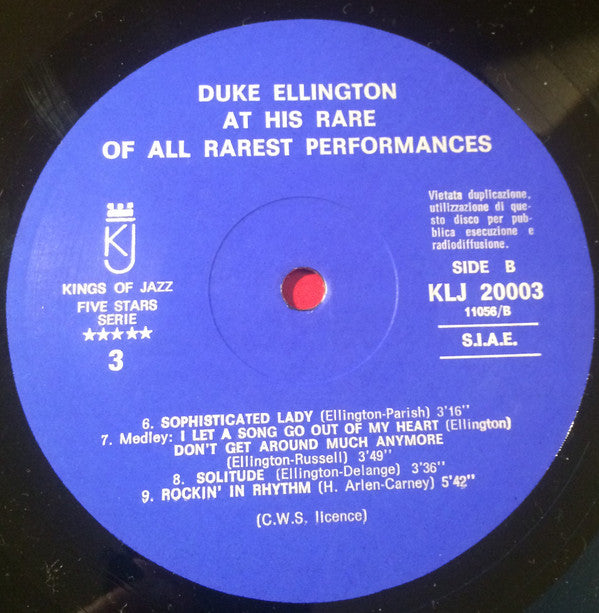 DUKE ELLINGTON
AT HIS RARE
OF ALL RAREST PERFORMANCES
KJ
KINGS OF JAZZ
FIVE STARS
SERIE
★★★★★
3
Vietata duplicazione,
utilizzazione di que-
sto disco per pub-
blica esecuzione e
radiodiffusione.
SIDE B
KLJ 20003
11056/B
S.I.A.E.
6. SOPHISTICATED LADY (Ellington-Parish) 3'16''
7. Medley: I LET A SONG GO OUT OF MY HEART (Ellington)
DON'T GET AROUND MUCH ANYMORE
(Ellington-Russell) 3'49''
8. SOLITUDE (Ellington-Delange) 3'36''
9. ROCKIN' IN RHYTHM (H. Arlen-Carney) 5'42''
(C.W.S. licence)